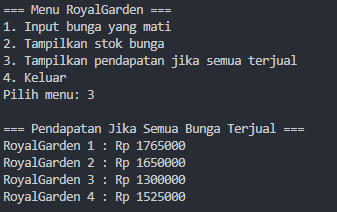 === Menu RoyalGarden ===
1. Input bunga yang mati
2. Tampilkan stok bunga
3. Tampilkan pendapatan jika semua terjual
4. Keluar
Pilih menu: 3
=== Pendapatan Jika Semua Bunga Terjual ===
RoyalGarden 1 : Rp 1765000
RoyalGarden 2 : Rp 1650000
RoyalGarden 3 : Rp 1300000
RoyalGarden 4 : Rp 1525000